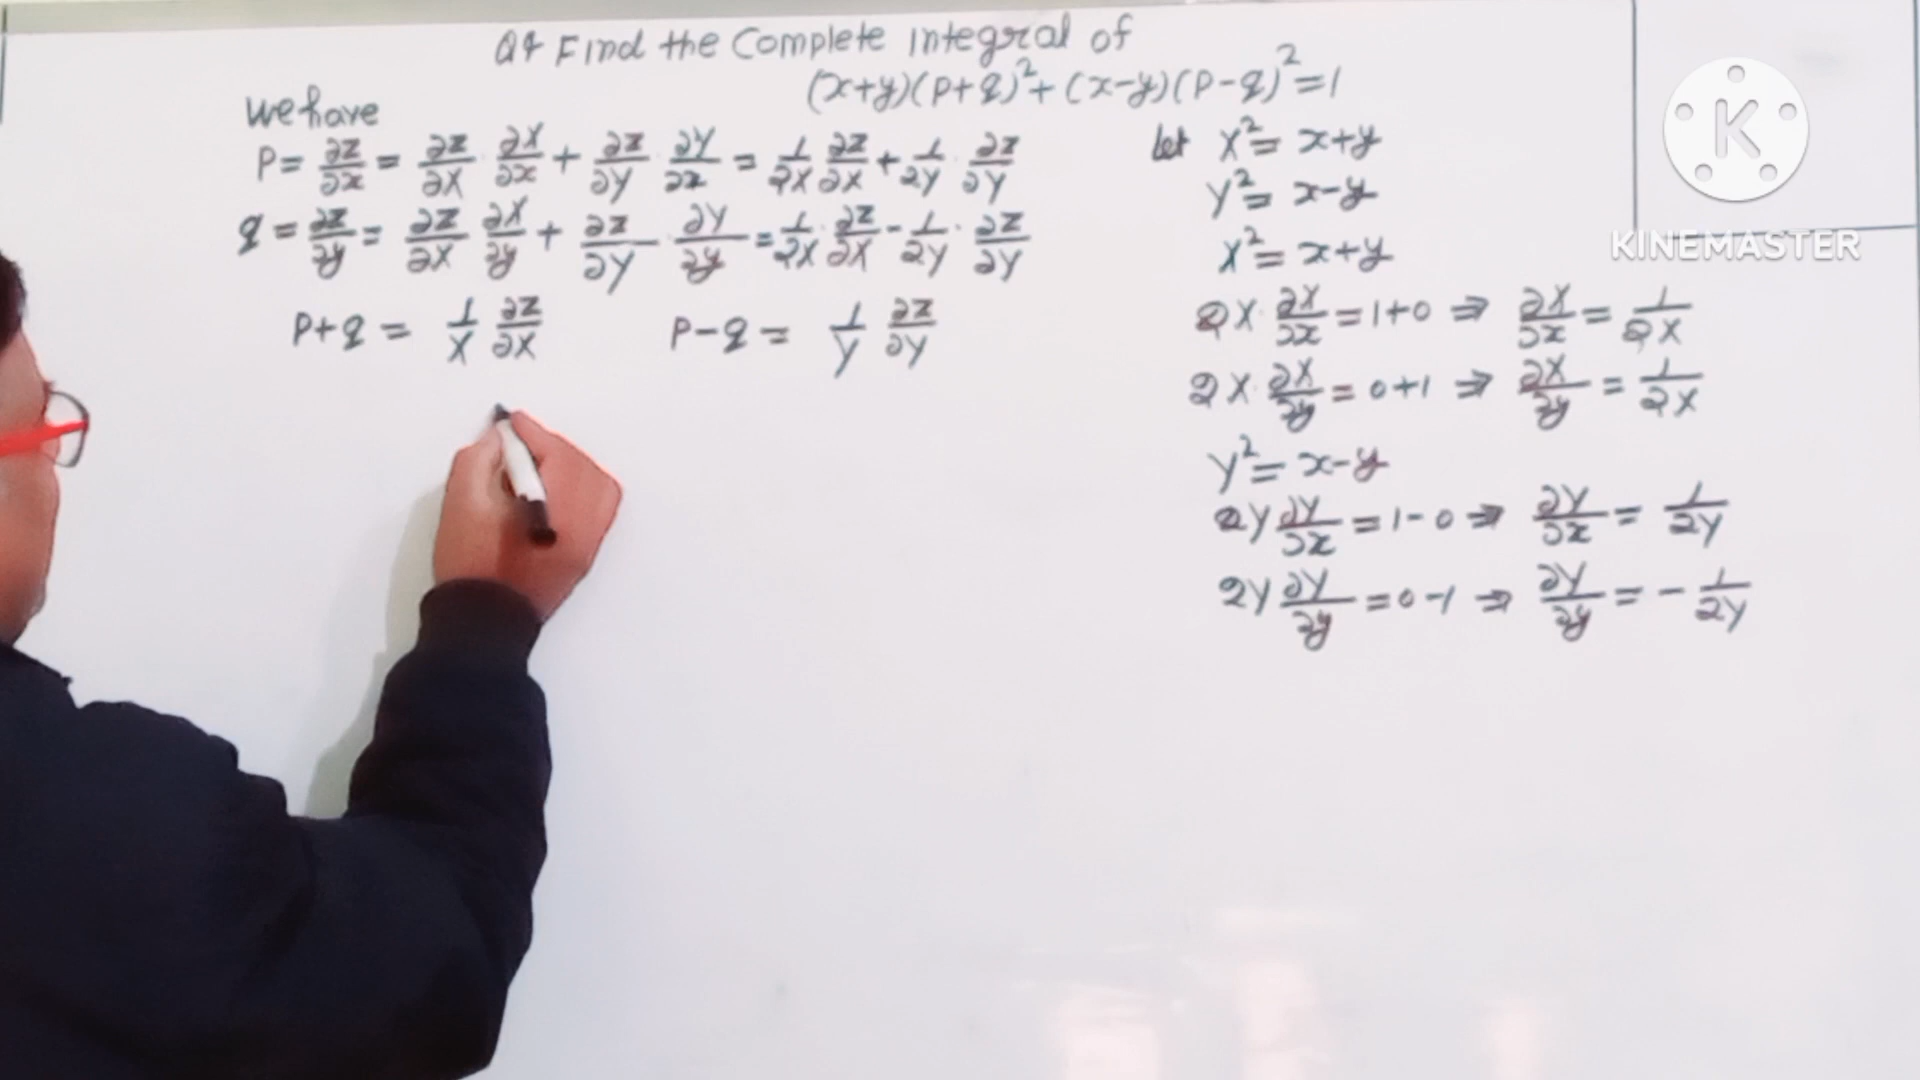 Q4 Find the Complete integral of
(x+y)(P+q)²+(x-y)(P-q)²=1
We have
P = ∂z/∂x = ∂z/∂X · ∂X/∂x + ∂z/∂Y · ∂Y/∂x = 1/2X ∂z/∂X + 1/2Y · ∂z/∂Y
q = ∂z/∂y = ∂z/∂X ∂X/∂y + ∂z/∂Y · ∂Y/∂y = 1/2X · ∂z/∂X - 1/2Y · ∂z/∂Y
P+q = 1/X ∂z/∂X P-q = 1/Y ∂z/∂Y
let X² = x+y
Y² = x-y
X² = x+y
2X · ∂X/∂x = 1+0 ⇒ ∂X/∂x = 1/2X
2X · ∂X/∂y = 0+1 ⇒ ∂X/∂y = 1/2X
Y² = x-y
2Y ∂Y/∂x = 1-0 ⇒ ∂Y/∂x = 1/2Y
2Y ∂Y/∂y = 0-1 ⇒ ∂Y/∂y = - 1/2Y
K
KINEMASTER